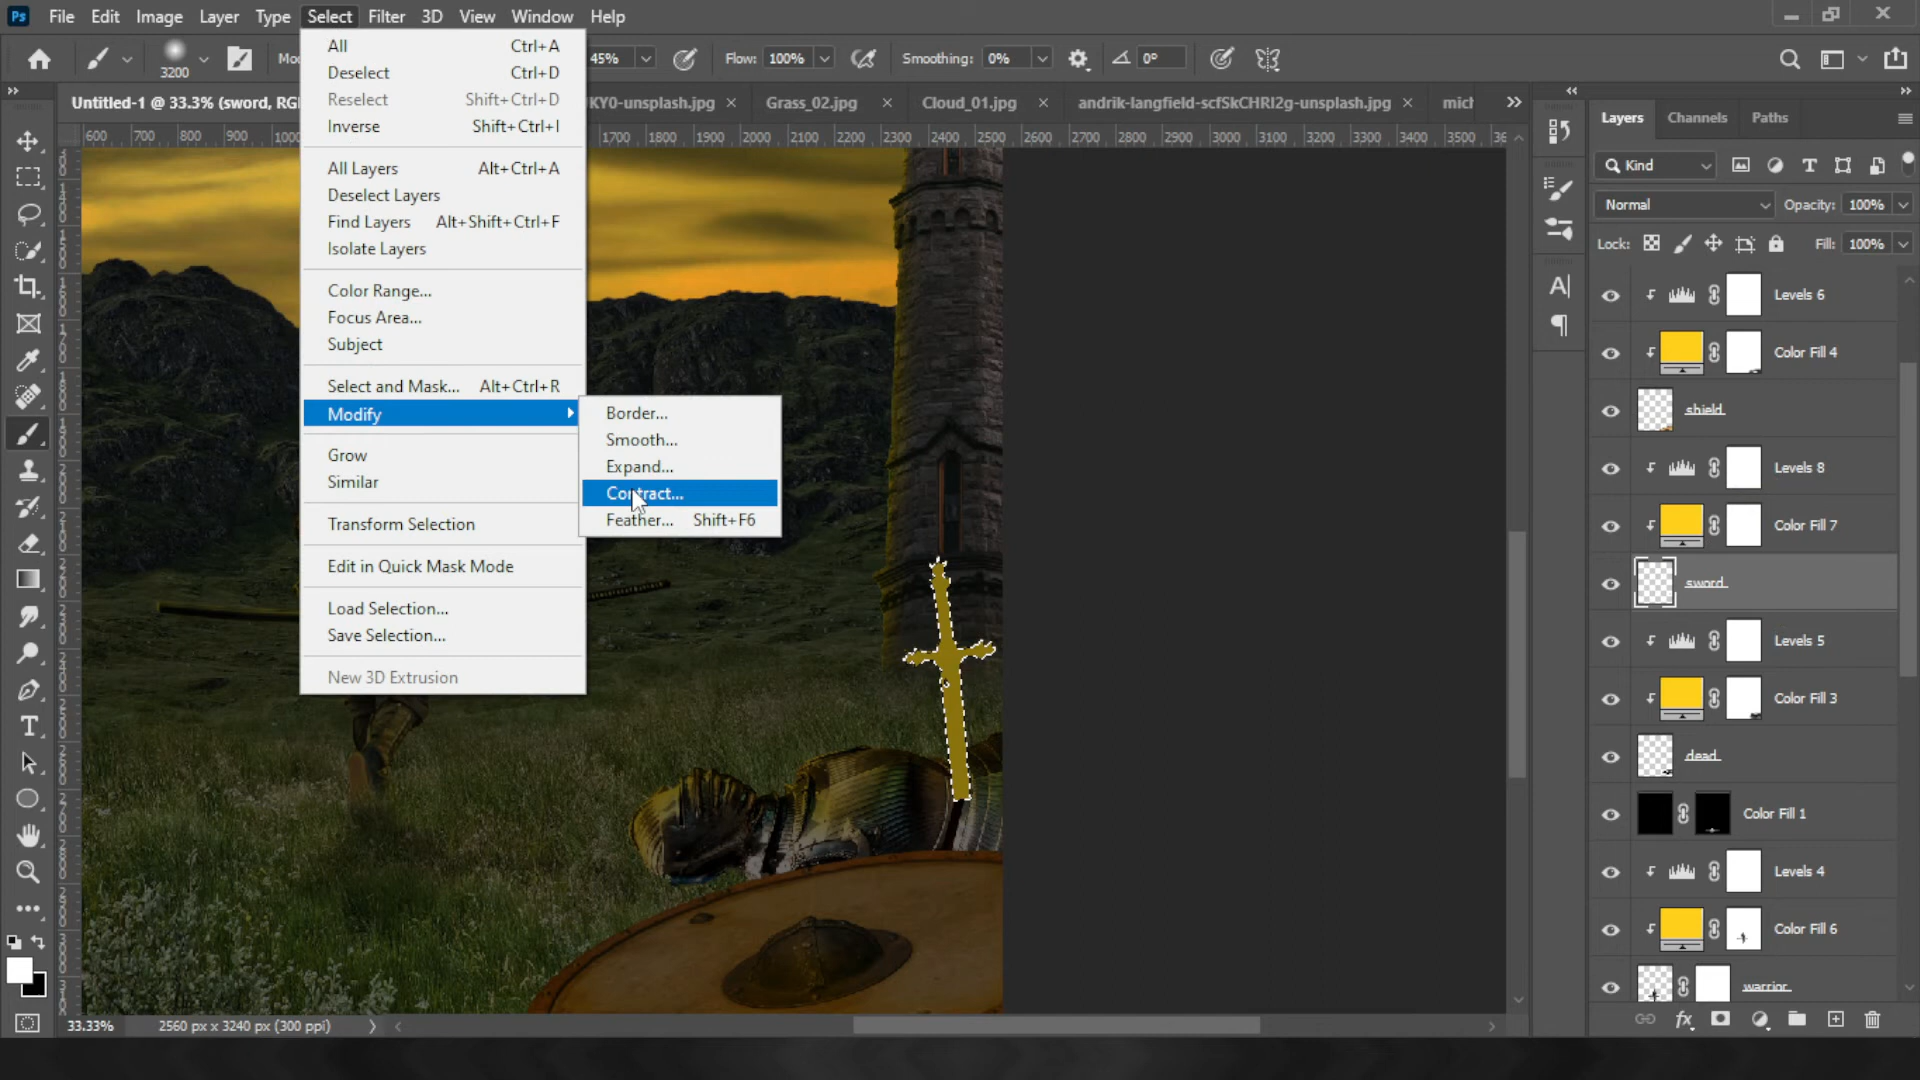 Ps File Edit Image Layer Type Select Filter 3D View Window Help
3200 Mo 45% Flow: 100% Smoothing: 0% 0°
Untitled-1 @ 33.3% (sword, RG KY0-unsplash.jpg × Grass_02.jpg × Cloud_01.jpg × andrik-langfield-scfSkCHRI2g-unsplash.jpg × mich
600 700 800 900 1000 1700 1800 1900 2000 2100 2200 2300 2400 2500 2600 2700 2800 2900 3000 3100 3200 3300 3400 3500
All Ctrl+A
Deselect Ctrl+D
Reselect Shift+Ctrl+D
Inverse Shift+Ctrl+I
All Layers Alt+Ctrl+A
Deselect Layers
Find Layers Alt+Shift+Ctrl+F
Isolate Layers
Color Range...
Focus Area...
Subject
Select and Mask... Alt+Ctrl+R
Modify
Grow
Similar
Transform Selection
Edit in Quick Mask Mode
Load Selection...
Save Selection...
New 3D Extrusion
Border...
Smooth...
Expand...
Contract...
Feather... Shift+F6
Layers Channels Paths
Kind
Normal Opacity: 100%
Lock: Fill: 100%
Levels 6
Color Fill 4
shield
Levels 8
Color Fill 7
sword
Levels 5
Color Fill 3
dead
Color Fill 1
Levels 4
Color Fill 6
warrior
33.33% 2560 px x 3240 px (300 ppi)